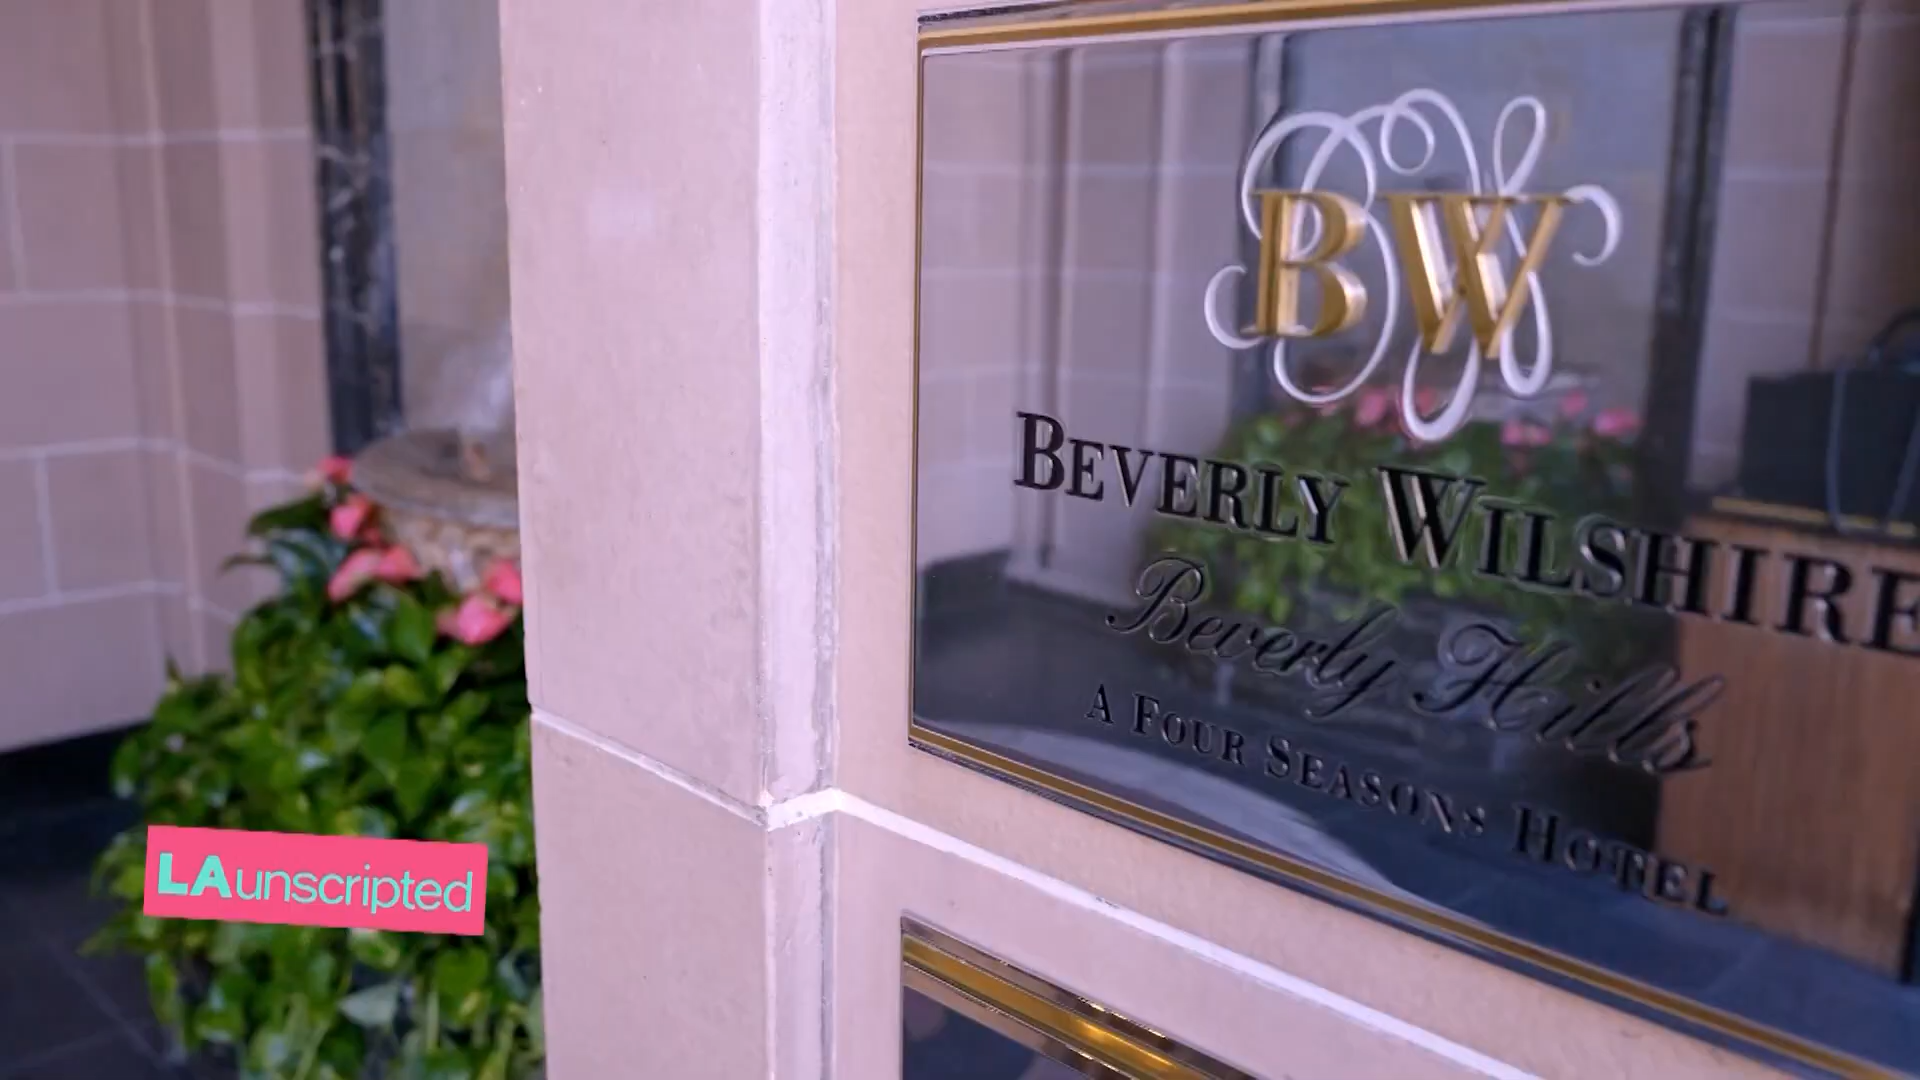 BW
BEVERLY WILSHIRE
Beverly Hills
A FOUR SEASONS HOTEL
LAunscripted